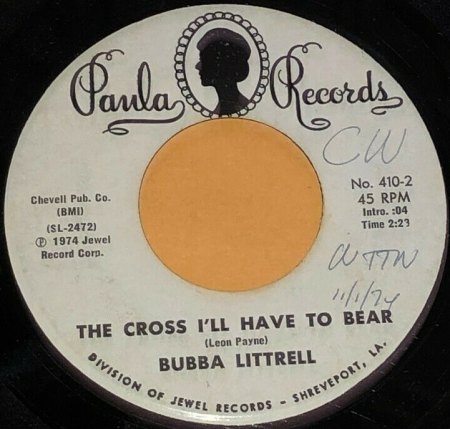 Paula Records
CW
Chevell Pub. Co.
(BMI)
(SL-2472)
℗ 1974 Jewel
Record Corp.
No. 410-2
45 RPM
Intro. :04
Time 2:23
WTTN
11/1/74
THE CROSS I'LL HAVE TO BEAR
(Leon Payne)
BUBBA LITTRELL
DIVISION OF JEWEL RECORDS - SHREVEPORT, LA.